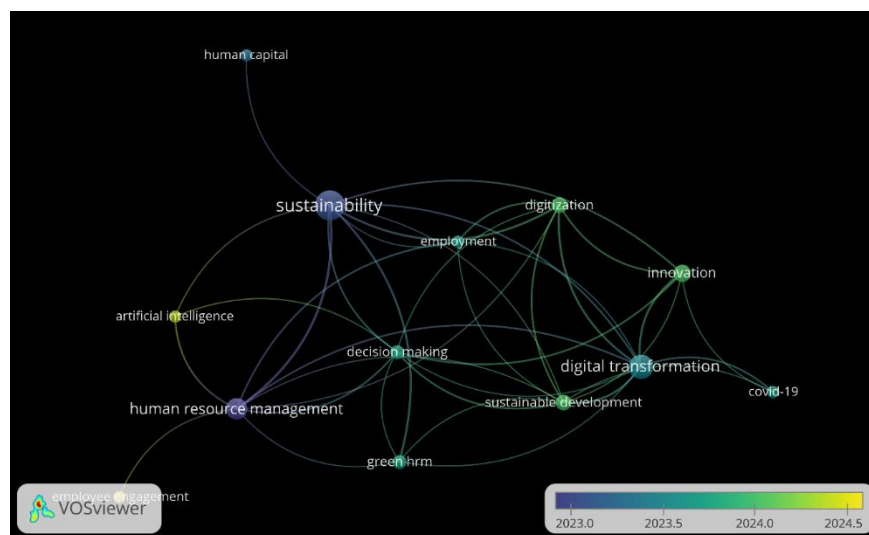 human capital
sustainability
digitization
employment
innovation
artificial intelligence
decision making
digital transformation
covid-19
human resource management
sustainable development
green hrm
employee engagement
VOSviewer
2023.0 2023.5 2024.0 2024.5